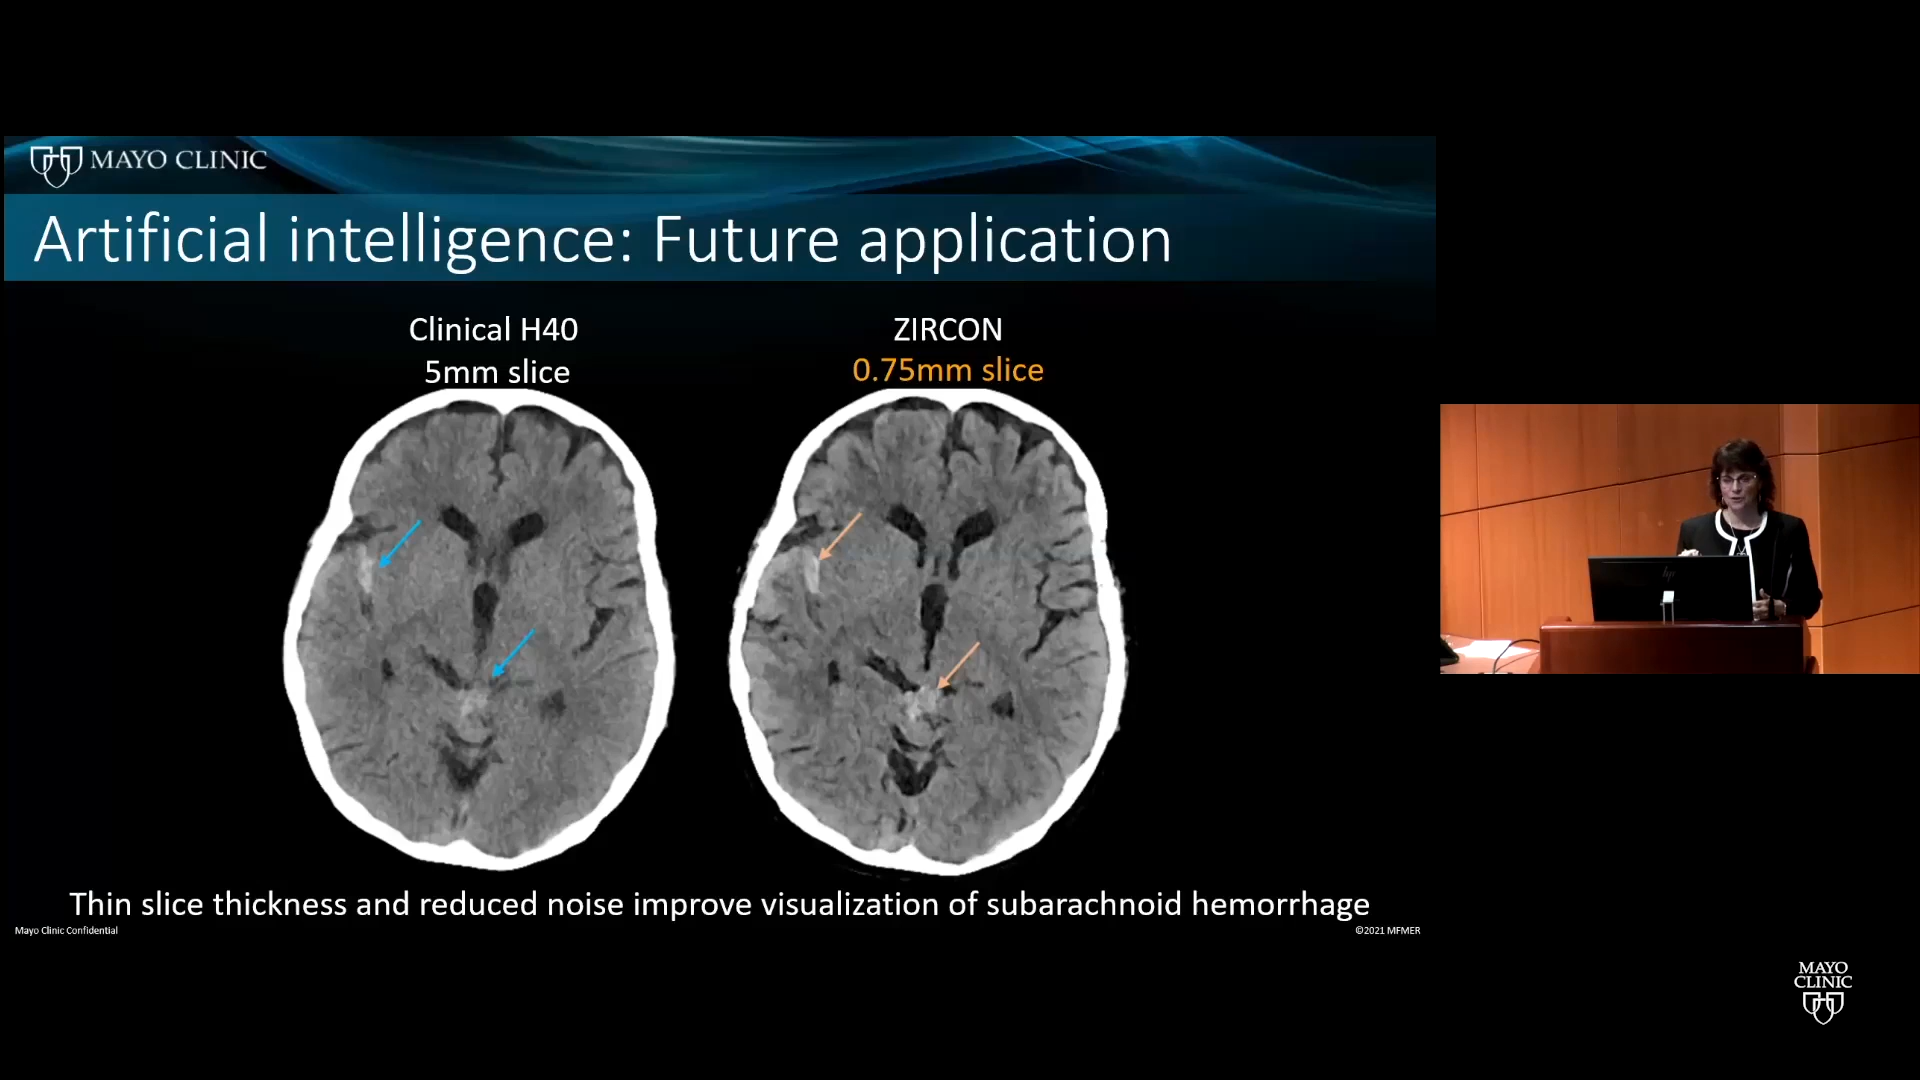 MAYO CLINIC
Artificial intelligence: Future application
Clinical H40
5mm slice
ZIRCON
0.75mm slice
Thin slice thickness and reduced noise improve visualization of subarachnoid hemorrhage
Mayo Clinic Confidential
©2021 MFMER
hp
MAYO
CLINIC